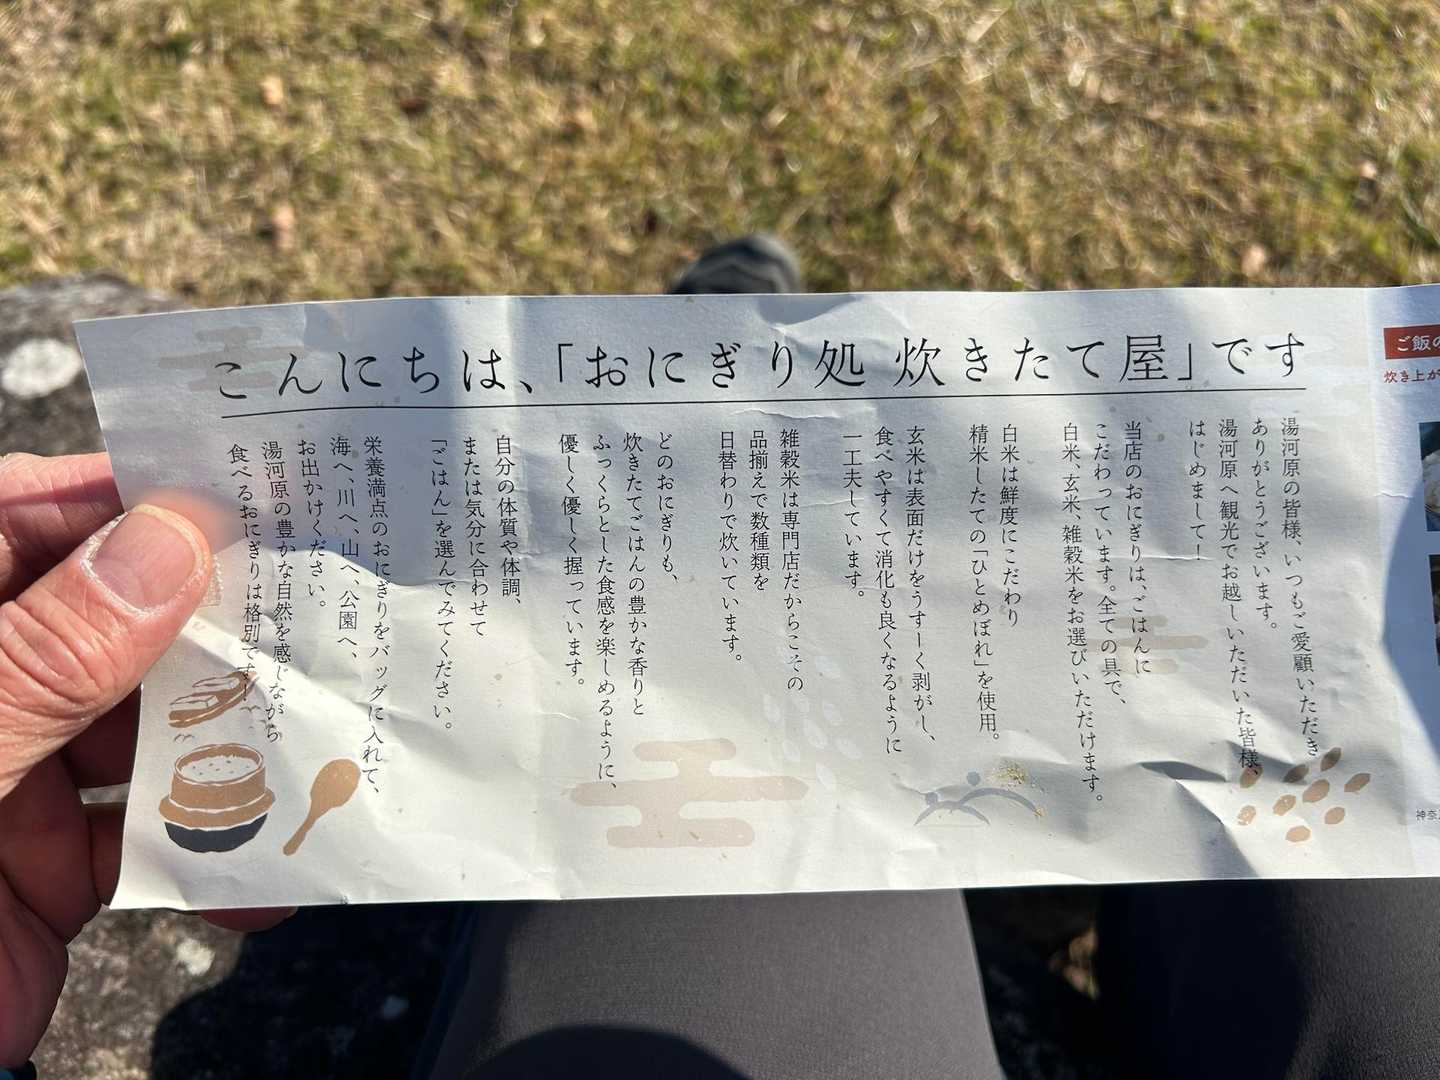 こんにちは、「おにぎり処 炊きたて屋」です
湯河原の皆様、いつもご愛顧いただき
ありがとうございます。
湯河原へ観光でお越しいただいた皆様、
はじめまして！
当店のおにぎりは、ごはんに
こだわっています。全ての具で、
白米、玄米、雑穀米をお選びいただけます。
白米は鮮度にこだわり
精米したての「ひとめぼれ」を使用。
玄米は表面だけをうすーく剥がし、
食べやすくて消化も良くなるように
一工夫しています。
雑穀米は専門店だからこその
品揃えで数種類を
日替わりで炊いています。
どのおにぎりも、
炊きたてごはんの豊かな香りと
ふっくらとした食感を楽しめるように、
優しく優しく握っています。
自分の体質や体調、
または気分に合わせて
「ごはん」を選んでみてください。
栄養満点のおにぎりをバッグに入れて、
海へ、川へ、山へ、公園へ、
お出かけください。
湯河原の豊かな自然を感じながら
食べるおにぎりは格別です！
ご飯の
炊き上が
神奈